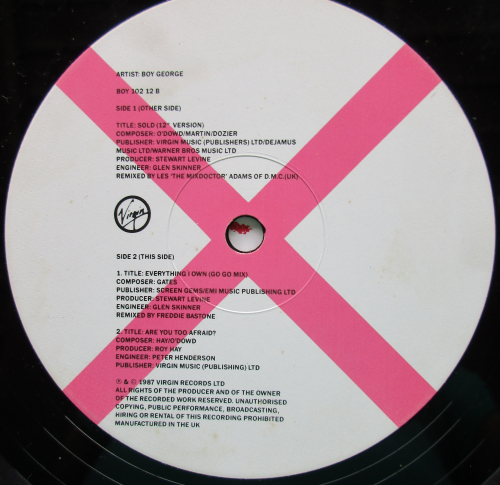 ARTIST: BOY GEORGE
BOY 102 12 B
SIDE 1 (OTHER SIDE)
TITLE: SOLD (12". VERSION)
COMPOSER: O'DOWD/MARTIN/DOZIER
PUBLISHER: VIRGIN MUSIC (PUBLISHERS) LTD/DEJAMUS
MUSIC LTD/WARNER BROS MUSIC LTD
PRODUCER: STEWART LEVINE
ENGINEER: GLEN SKINNER
REMIXED BY LES 'THE MIXDOCTOR' ADAMS OF D.M.C.(UK)
Virgin
SIDE 2 (THIS SIDE)
1. TITLE: EVERYTHING I OWN (GO GO MIX)
COMPOSER: GATES
PUBLISHER: SCREEN GEMS/EMI MUSIC PUBLISHING LTD
PRODUCER: STEWART LEVINE
ENGINEER: GLEN SKINNER
REMIXED BY FREDDIE BASTONE
2. TITLE: ARE YOU TOO AFRAID?
COMPOSER: HAY/O'DOWD
PRODUCER: ROY HAY
ENGINEER: PETER HENDERSON
PUBLISHER: VIRGIN MUSIC (PUBLISHING) LTD
℗ & © 1987 VIRGIN RECORDS LTD
ALL RIGHTS OF THE PRODUCER AND OF THE OWNER
OF THE RECORDED WORK RESERVED. UNAUTHORISED
COPYING, PUBLIC PERFORMANCE, BROADCASTING,
HIRING OR RENTAL OF THIS RECORDING PROHIBITED
MANUFACTURED IN THE UK